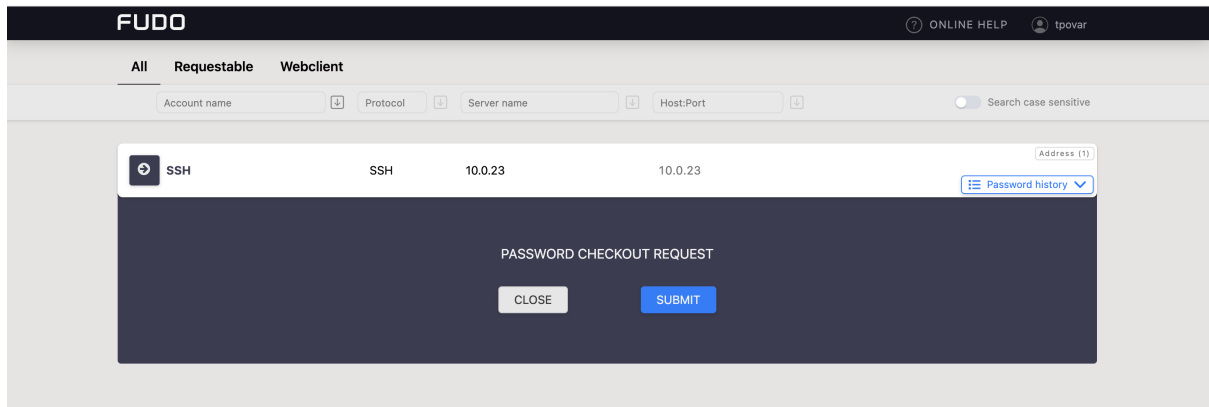 FUDO
? ONLINE HELP tpovar
All Requestable Webclient
Account name Protocol Server name Host:Port Search case sensitive
Address (1)
SSH SSH 10.0.23 10.0.23
Password history
PASSWORD CHECKOUT REQUEST
CLOSE SUBMIT